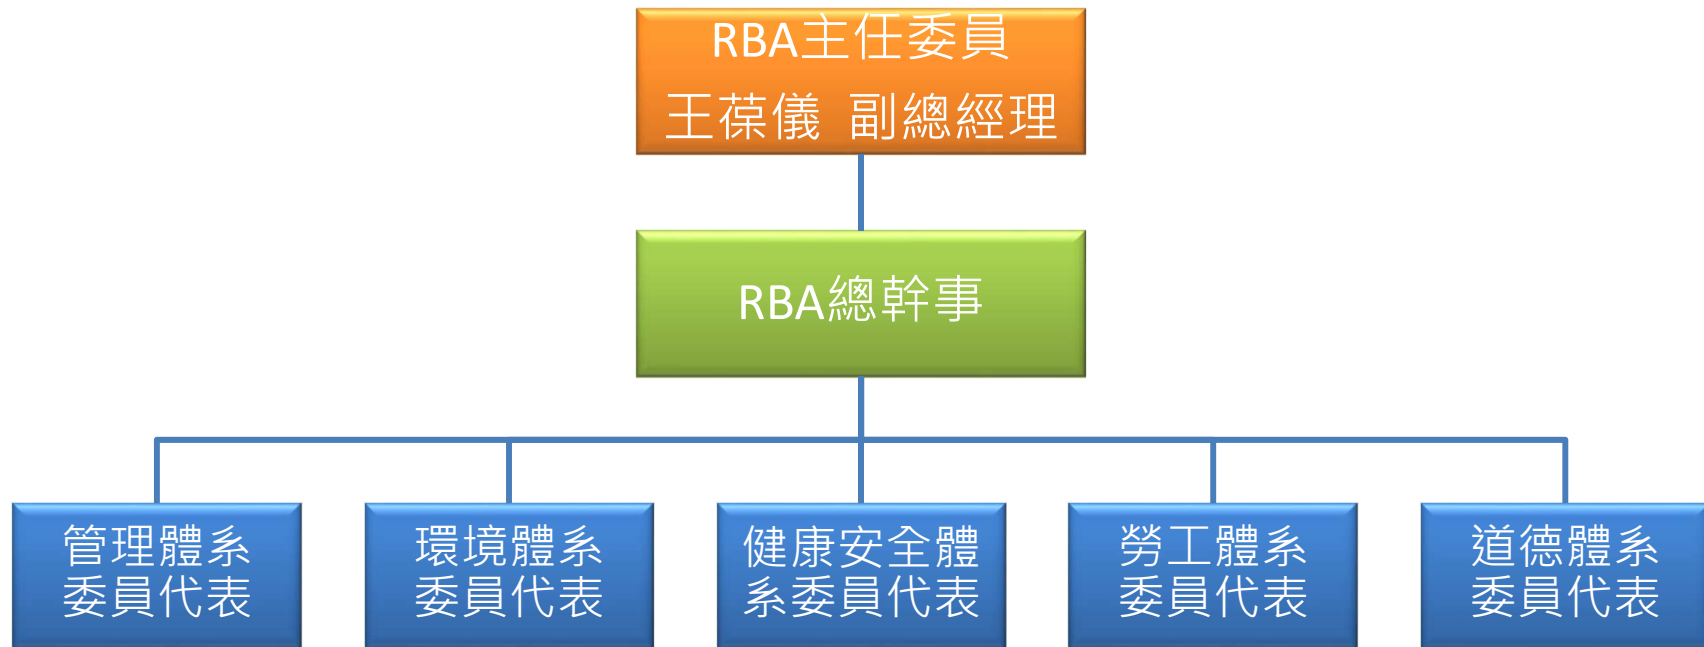 RBA主任委員
王葆儀 副總經理
RBA總幹事
管理體系
委員代表
環境體系
委員代表
健康安全體
系委員代表
勞工體系
委員代表
道德體系
委員代表